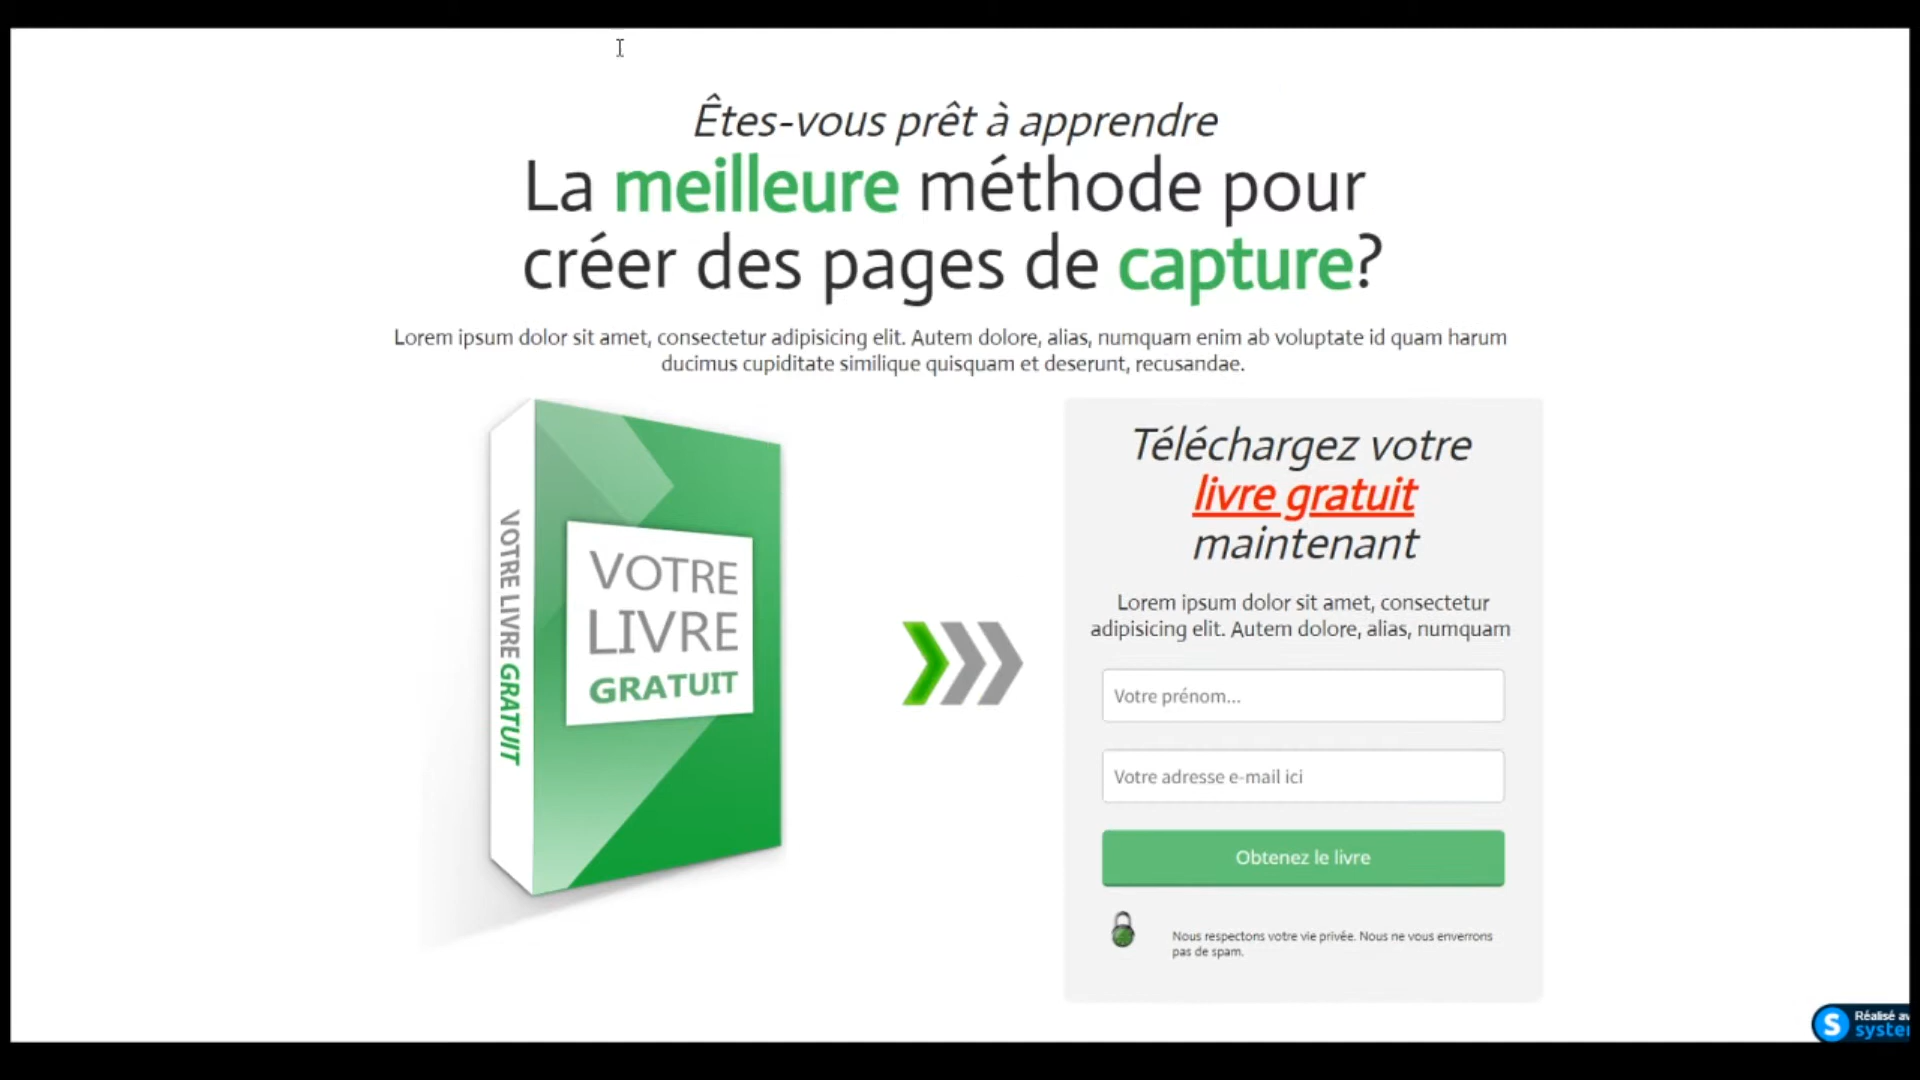 Êtes-vous prêt à apprendre
La meilleure méthode pour
créer des pages de capture?
Lorem ipsum dolor sit amet, consectetur adipisicing elit. Autem dolore, alias, numquam enim ab voluptate id quam harum
ducimus cupiditate similique quisquam et deserunt, recusandae.
VOTRE LIVRE GRATUIT
VOTRE
LIVRE
GRATUIT
Téléchargez votre
livre gratuit
maintenant
Lorem ipsum dolor sit amet, consectetur
adipisicing elit. Autem dolore, alias, numquam
Votre prénom...
Votre adresse e-mail ici
Obtenez le livre
Nous respectons votre vie privée. Nous ne vous enverrons
pas de spam.
S
Réalisé